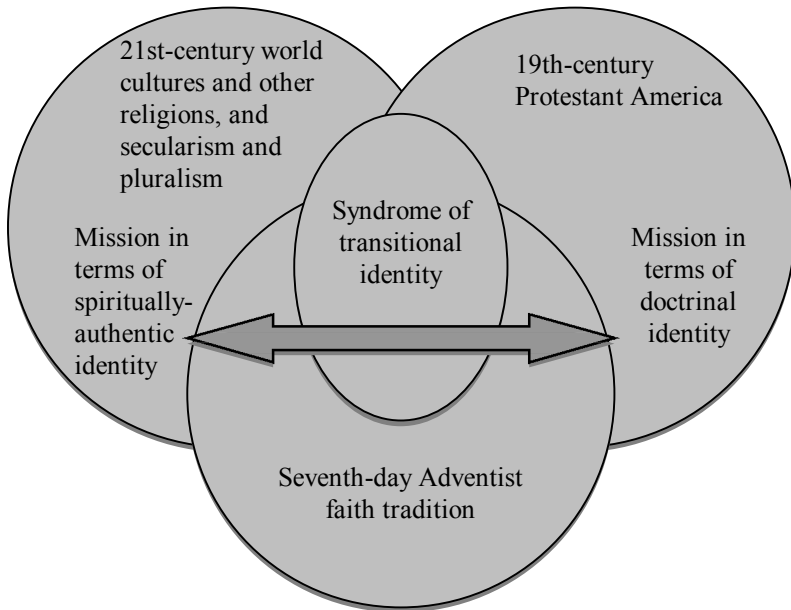 21st-century world
cultures and other
religions, and
secularism and
pluralism
19th-century
Protestant America
Syndrome of
transitional
identity
Mission in
terms of
spiritually-
authentic
identity
Mission in
terms of
doctrinal
identity
Seventh-day Adventist
faith tradition